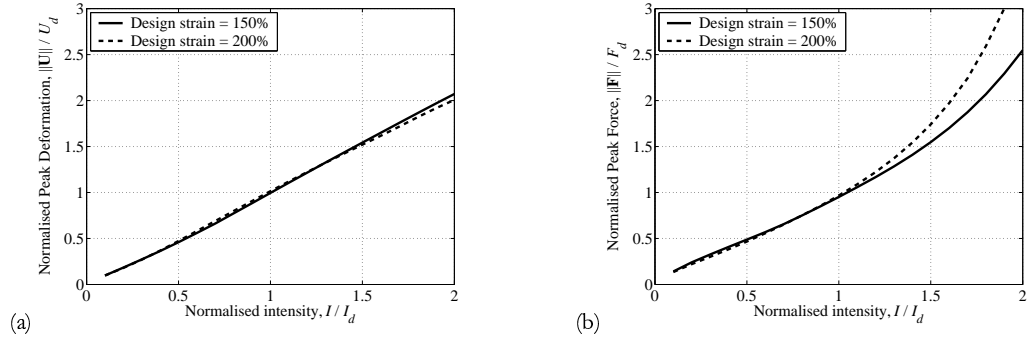 3
2.5
2
1.5
1
0.5
0
Normalised Peak Deformation, ||U|| / U_d
Design strain = 150%
Design strain = 200%
0
0.5
1
1.5
2
Normalised intensity, I / I_d
(a)
3
2.5
2
1.5
1
0.5
0
Normalised Peak Force, ||F|| / F_d
Design strain = 150%
Design strain = 200%
0
0.5
1
1.5
2
Normalised intensity, I / I_d
(b)